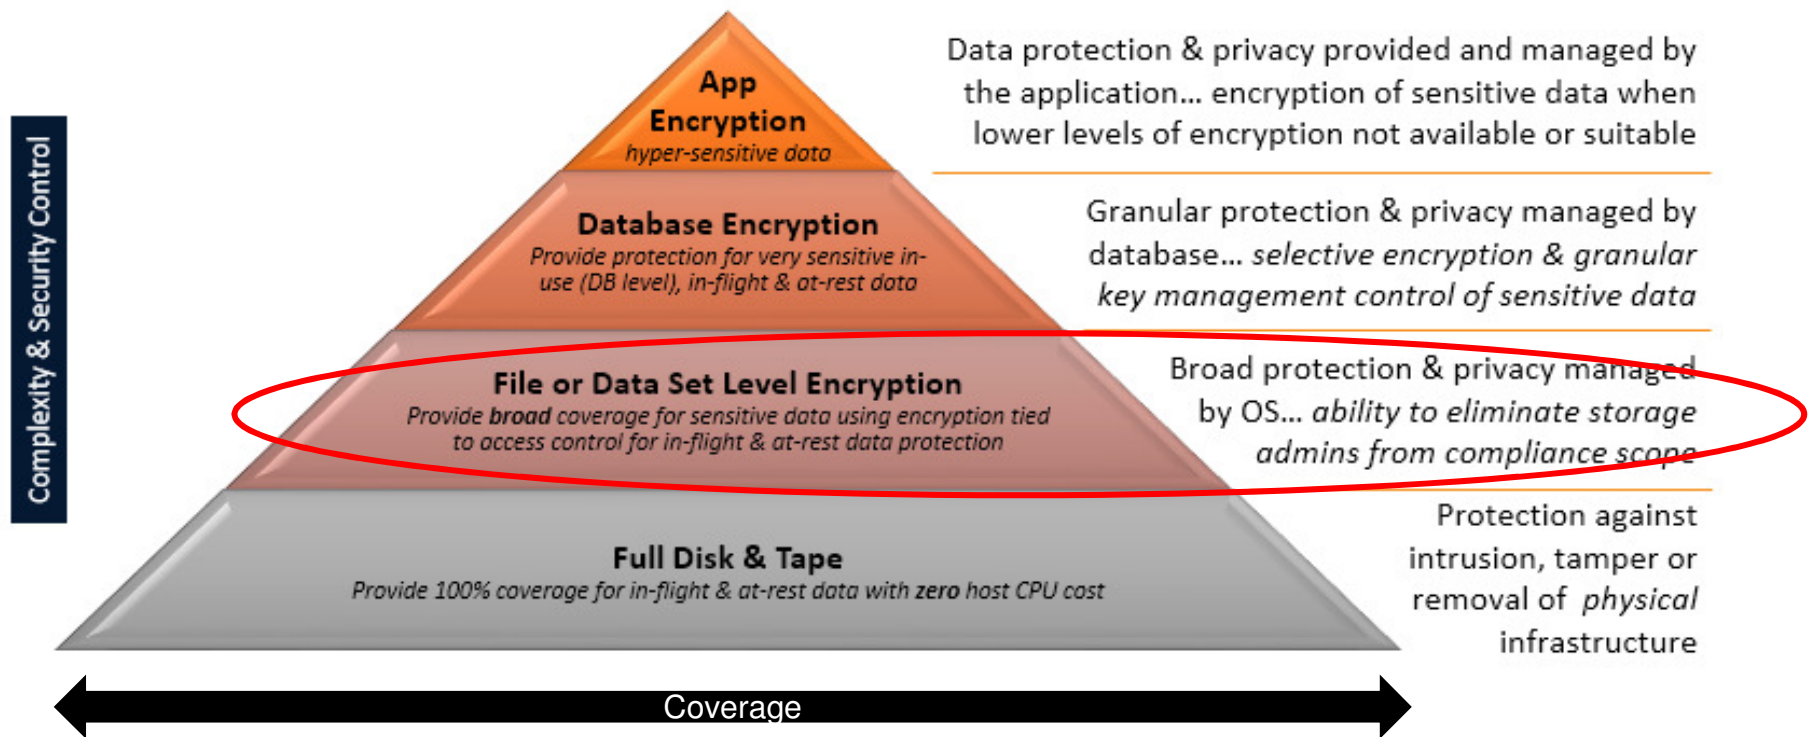 Complexity & Security Control
App
Encryption
hyper-sensitive data
Data protection & privacy provided and managed by
the application... encryption of sensitive data when
lower levels of encryption not available or suitable
Database Encryption
Provide protection for very sensitive in-
use (DB level), in-flight & at-rest data
Granular protection & privacy managed by
database... selective encryption & granular
key management control of sensitive data
File or Data Set Level Encryption
Provide broad coverage for sensitive data using encryption tied
to access control for in-flight & at-rest data protection
Broad protection & privacy managed
by OS... ability to eliminate storage
admins from compliance scope
Full Disk & Tape
Provide 100% coverage for in-flight & at-rest data with zero host CPU cost
Protection against
intrusion, tamper or
removal of physical
infrastructure
Coverage